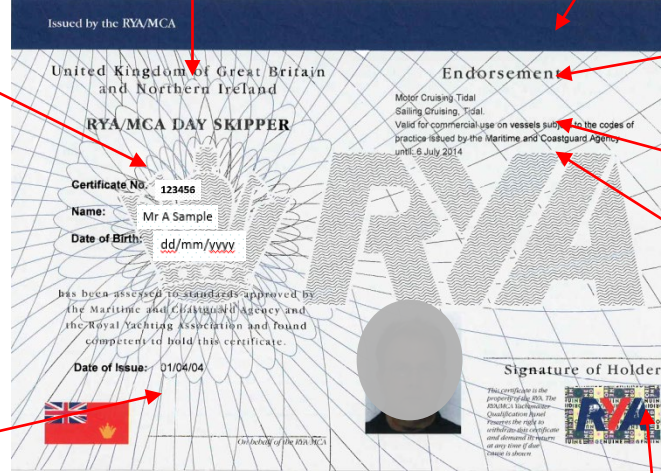 Issued by the RYA/MCA
United Kingdom of Great Britain
and Northern Ireland
RYA/MCA DAY SKIPPER
Certificate No. 123456
Name: Mr A Sample
Date of Birth: dd/mm/yyyy
has been assessed to standards approved by
the Maritime and Coastguard Agency and
the Royal Yachting Association and found
competent to hold this certificate.
Date of Issue: 01/04/04
On behalf of the RYA/MCA
Endorsement
Motor Cruising, Tidal
Sailing Cruising, Tidal.
Valid for commercial use on vessels subject to the codes of
practice issued by the Maritime and Coastguard Agency
until: 6 July 2014
RYA
Signature of Holder
This certificate is the
property of the RYA. The
RYA/MCA Yachtmaster
Qualification Panel
reserves the right to
withdraw this certificate
and demand its return
at any time if due
cause is shown
RYA